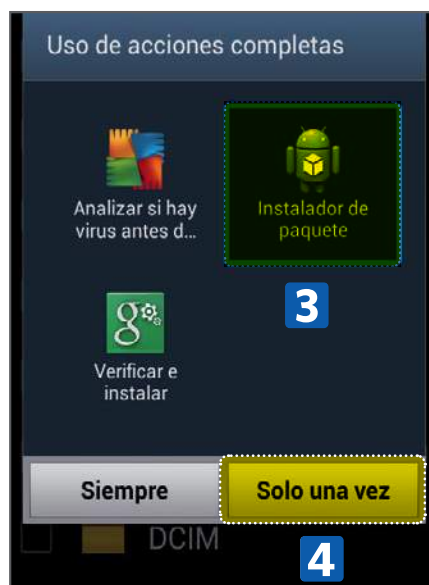 Uso de acciones completas
Analizar si hay
virus antes d...
Instalador de
paquete
3
Verificar e
instalar
Siempre
Solo una vez
DCIM
4